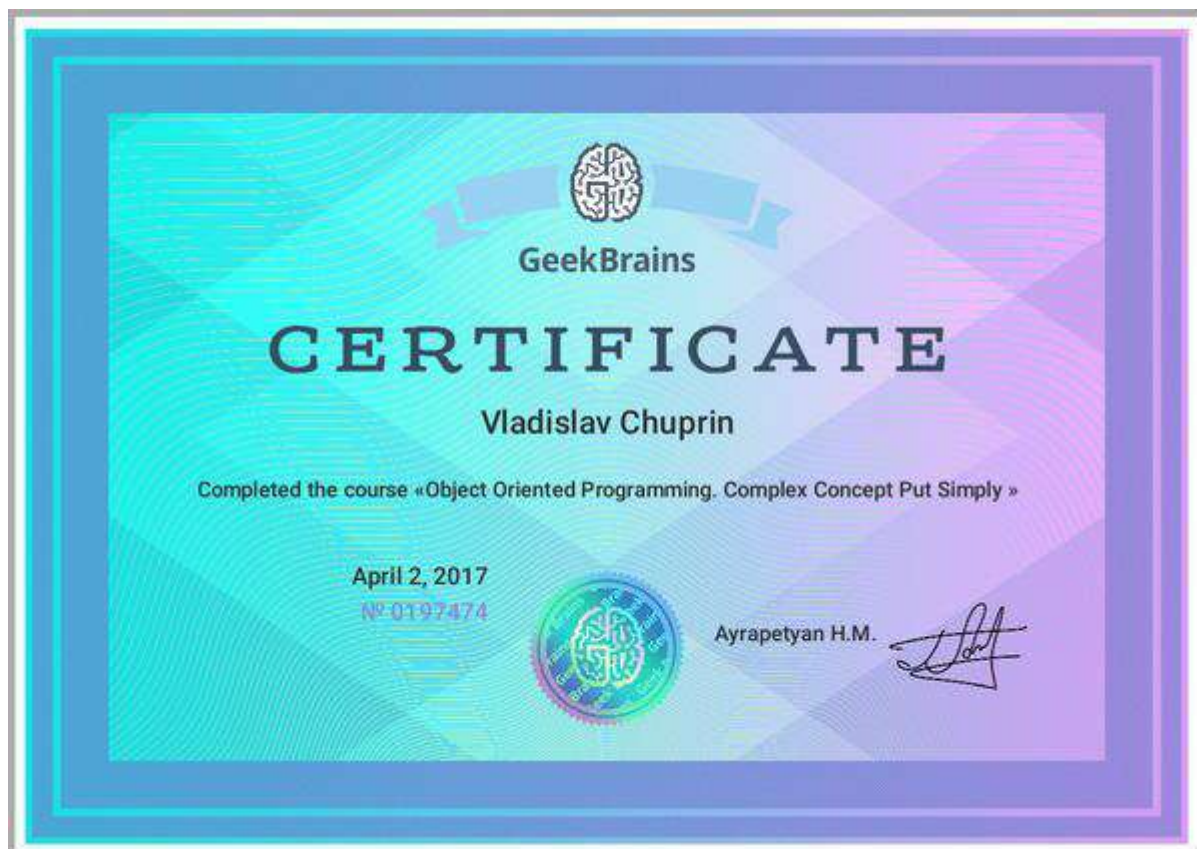 GeekBrains
CERTIFICATE
Vladislav Chuprin
Completed the course «Object Oriented Programming. Complex Concept Put Simply »
April 2, 2017
№ 0197474
Ayrapetyan H.M.